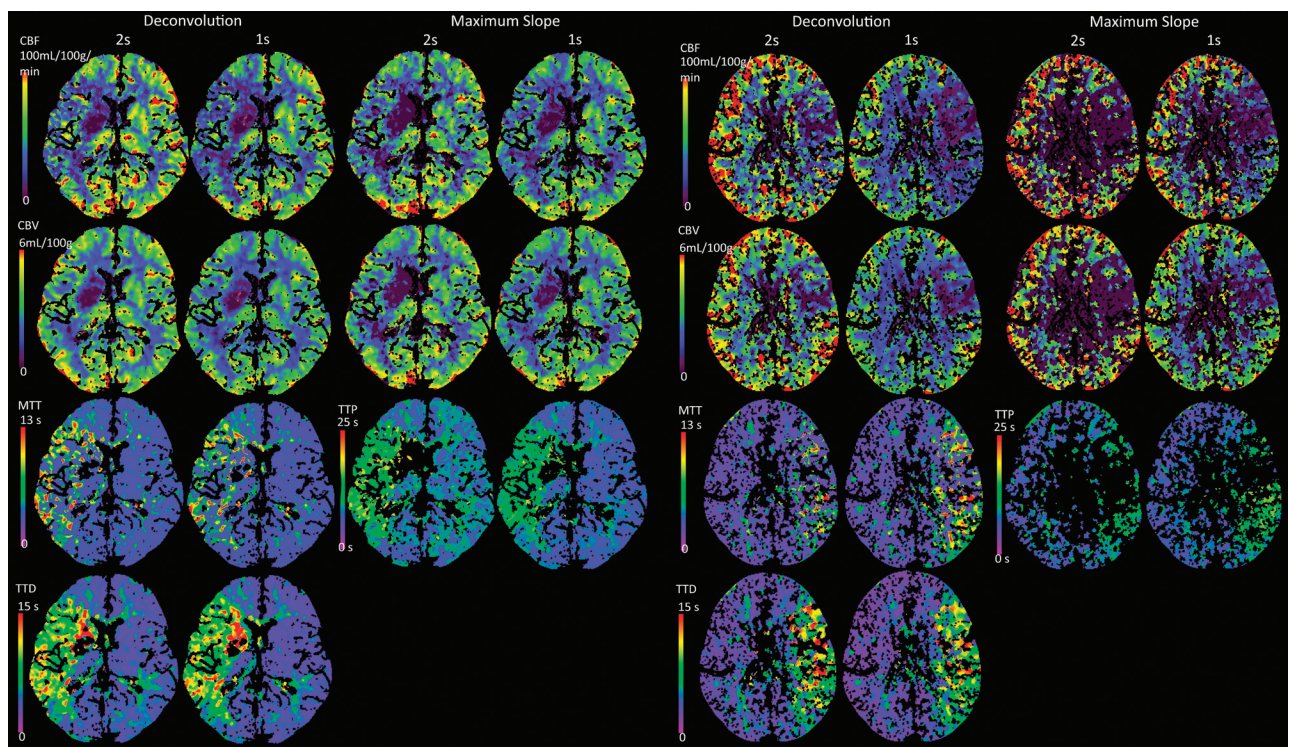 Deconvolution Maximum Slope Deconvolution Maximum Slope
2s 1s 2s 1s 2s 1s 2s 1s
CBF
100mL/100g/
min
0
CBF
100mL/100g/
min
0
CBV
6mL/100g
0
CBV
6mL/100g
0
MTT
13 s
0
TTP
25 s
0 s
MTT
13 s
0
TTP
25 s
0 s
TTD
15 s
0
TTD
15 s
0